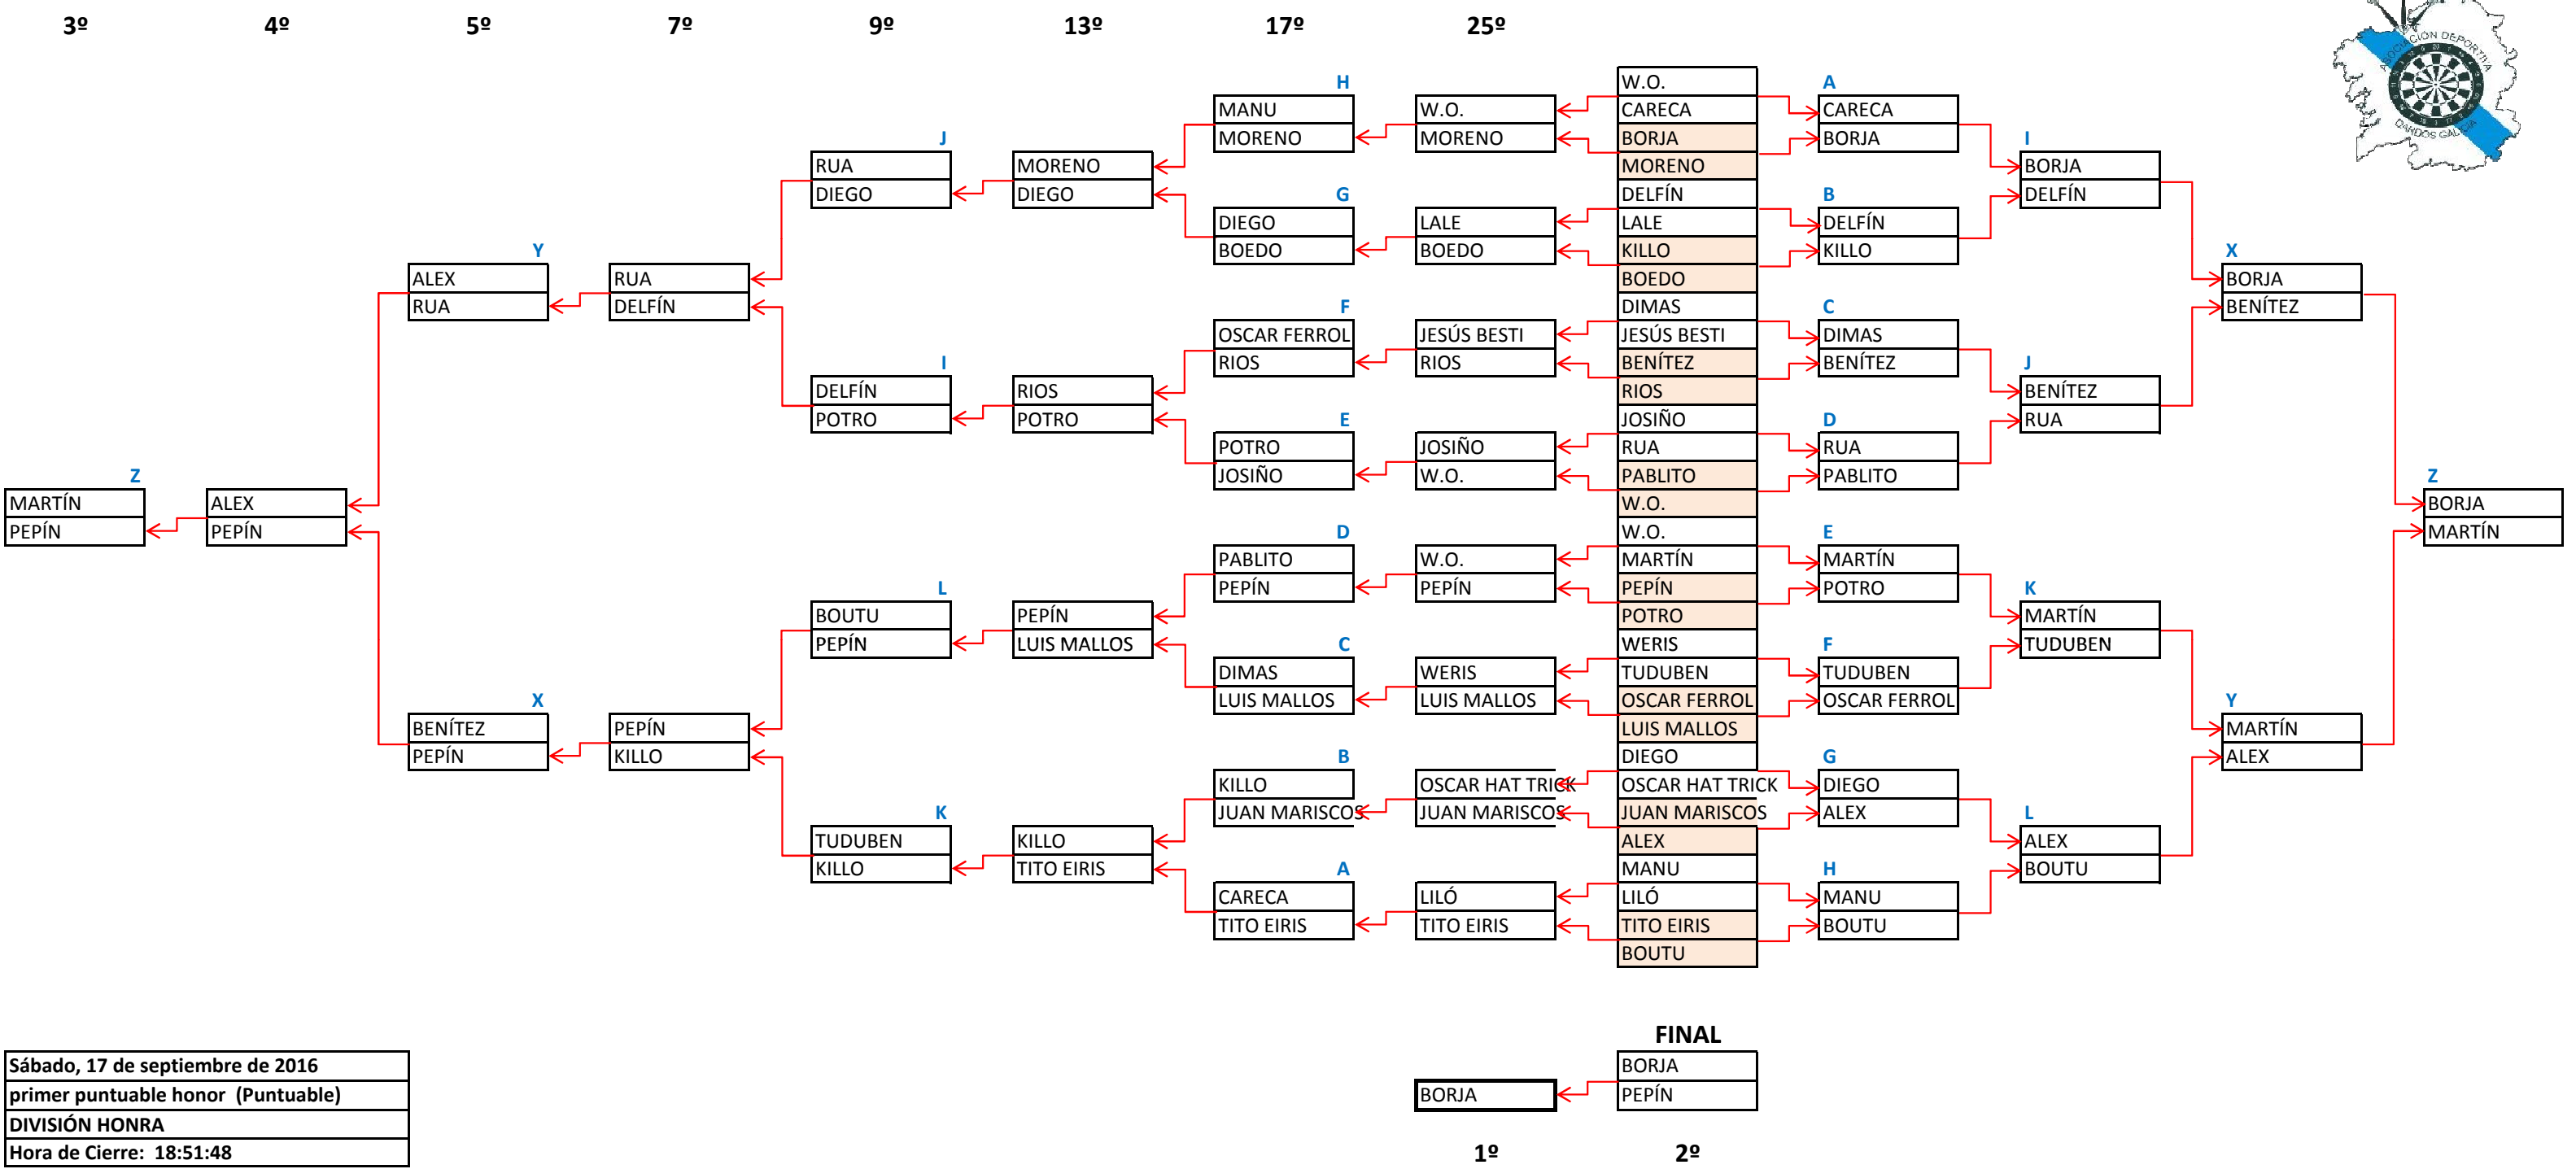 3º 4º 5º 7º 9º 13º 17º 25º
ASOCIACIÓN DEPORTIVA
DARDOS GALICIA
W.O.
H A
MANU W.O. CARECA CARECA
J MORENO MORENO BORJA BORJA I
RUA MORENO MORENO BORJA
DIEGO DIEGO G DELFÍN B DELFÍN
DIEGO LALE LALE DELFÍN
Y BOEDO BOEDO KILLO KILLO X
ALEX RUA BOEDO BORJA
RUA DELFÍN F DIMAS C BENÍTEZ
OSCAR FERROL JESÚS BESTI JESÚS BESTI DIMAS
I RIOS RIOS BENÍTEZ BENÍTEZ J
DELFÍN RIOS RIOS BENÍTEZ
POTRO POTRO E JOSIÑO D RUA
POTRO JOSIÑO RUA RUA
Z JOSIÑO W.O. PABLITO PABLITO Z
MARTÍN ALEX W.O. BORJA
PEPÍN PEPÍN D W.O. E MARTÍN
PABLITO W.O. MARTÍN MARTÍN
L PEPÍN PEPÍN PEPÍN POTRO K
BOUTU PEPÍN POTRO MARTÍN
PEPÍN LUIS MALLOS C WERIS F TUDUBEN
DIMAS WERIS TUDUBEN TUDUBEN
X LUIS MALLOS LUIS MALLOS OSCAR FERROL OSCAR FERROL Y
BENÍTEZ PEPÍN LUIS MALLOS MARTÍN
PEPÍN KILLO B DIEGO G ALEX
KILLO OSCAR HAT TRICK OSCAR HAT TRICK DIEGO
K JUAN MARISCOS JUAN MARISCOS JUAN MARISCOS ALEX L
TUDUBEN KILLO ALEX ALEX
KILLO TITO EIRIS A MANU H BOUTU
CARECA LILÓ LILÓ MANU
TITO EIRIS TITO EIRIS TITO EIRIS BOUTU
BOUTU
FINAL
BORJA
BORJA PEPÍN
1º 2º
Sábado, 17 de septiembre de 2016
primer puntuable honor (Puntuable)
DIVISIÓN HONRA
Hora de Cierre: 18:51:48